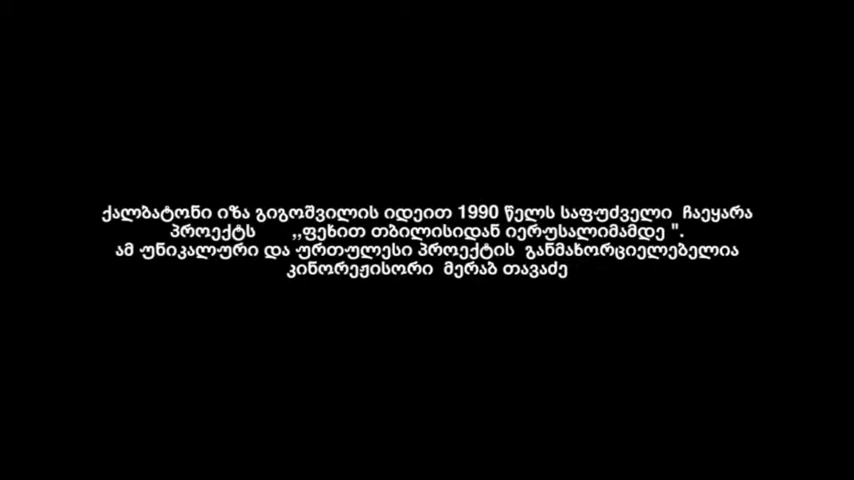 ქალბატონი იზა გიგოშვილის იდეით 1990 წელს საფუძველი ჩაეყარა
პროექტს ,,ფეხით თბილისიდან იერუსალიმამდე ".
ამ უნიკალური და ურთულესი პროექტის განმახორციელებელია
კინორეჟისორი მერაბ თავაძე